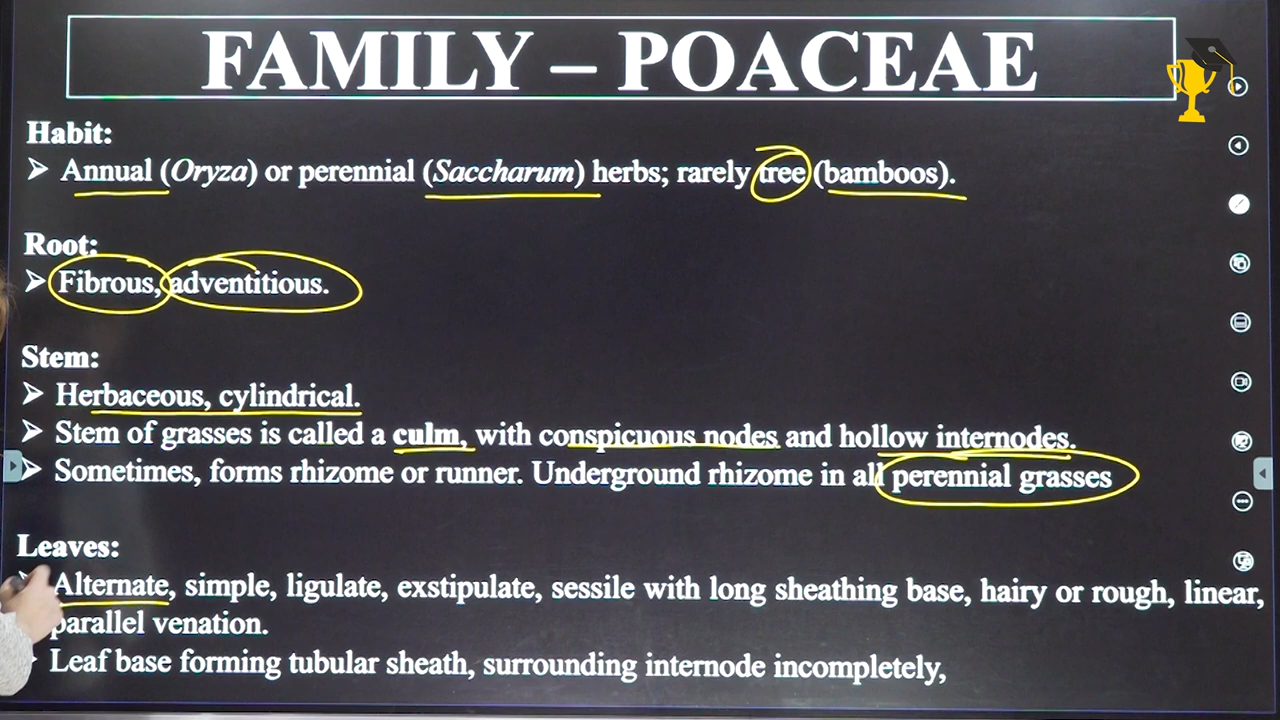 FAMILY – POACEAE
Habit:
➢ Annual (Oryza) or perennial (Saccharum) herbs; rarely tree (bamboos).
Root:
➢ Fibrous, adventitious.
Stem:
➢ Herbaceous, cylindrical.
➢ Stem of grasses is called a culm, with conspicuous nodes and hollow internodes.
➢ Sometimes, forms rhizome or runner. Underground rhizome in all perennial grasses
Leaves:
Alternate, simple, ligulate, exstipulate, sessile with long sheathing base, hairy or rough, linear,
parallel venation.
➢ Leaf base forming tubular sheath, surrounding internode incompletely,